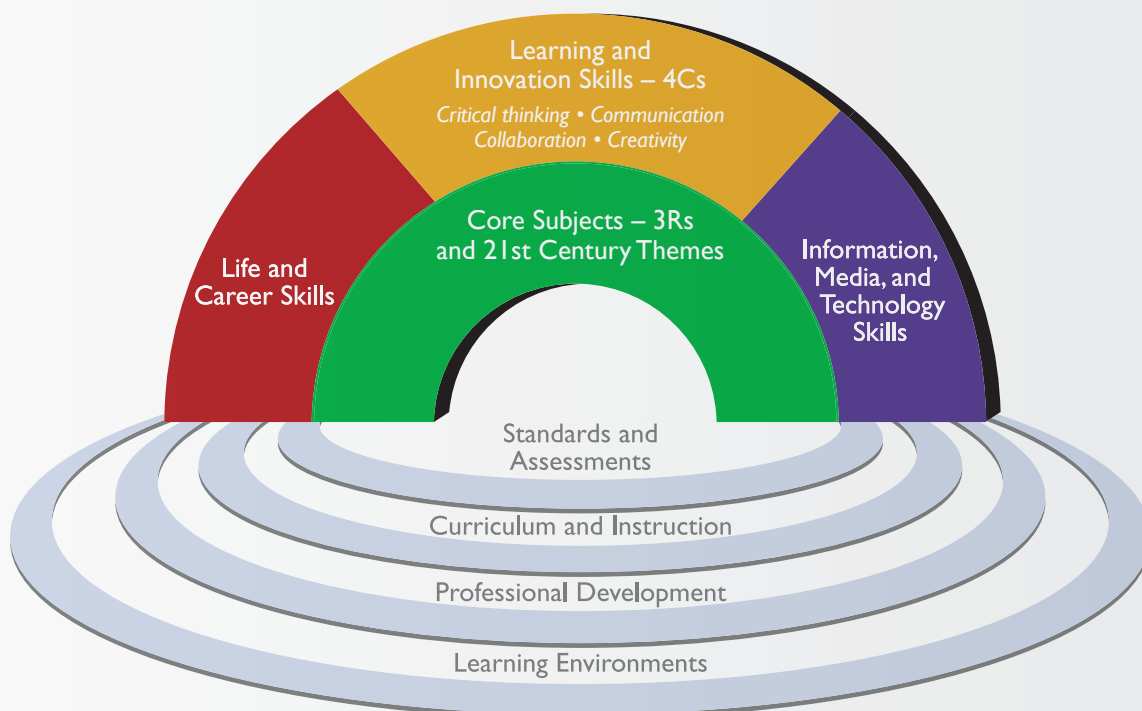 Learning and
Innovation Skills – 4Cs
Critical thinking • Communication
Collaboration • Creativity
Core Subjects – 3Rs
and 21st Century Themes
Life and
Career Skills
Information,
Media, and
Technology
Skills
Standards and
Assessments
Curriculum and Instruction
Professional Development
Learning Environments